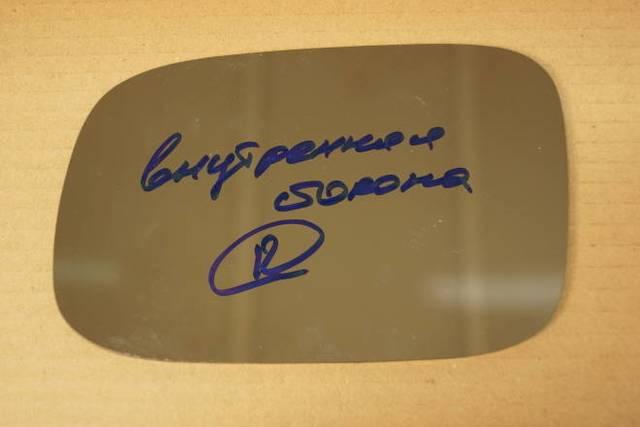 внутренняя
сторона
R